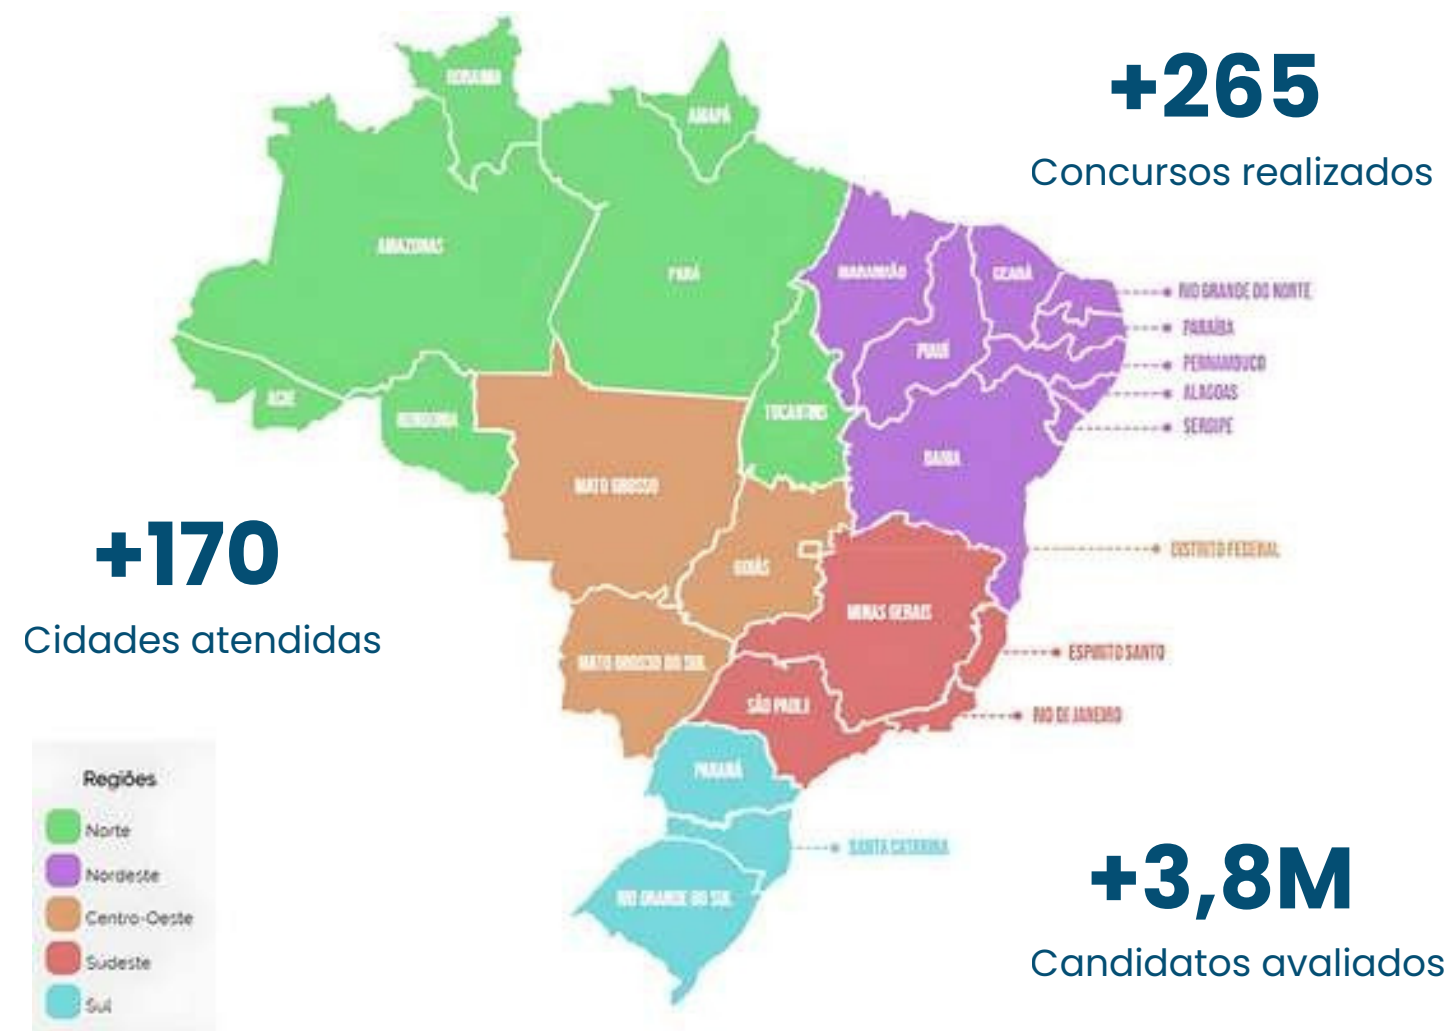 +265
Concursos realizados
RORAIMA
AMAPÁ
AMAZONAS
PARÁ
MARANHÃO
CEARÁ
RIO GRANDE DO NORTE
PARAÍBA
PIAUÍ
PERNAMBUCO
ALAGOAS
ACRE
RONDONIA
TOCANTINS
SERGIPE
BAHIA
MATO GROSSO
+170
Cidades atendidas
GOIÁS
DISTRITO FEDERAL
MINAS GERAIS
MATO GROSSO DO SUL
ESPIRITO SANTO
SÃO PAULO
RIO DE JANEIRO
PARANÁ
SANTA CATARINA
RIO GRANDE DO SUL
Regiões
Norte
Nordeste
Centro-Oeste
Sudeste
Sul
+3,8M
Candidatos avaliados